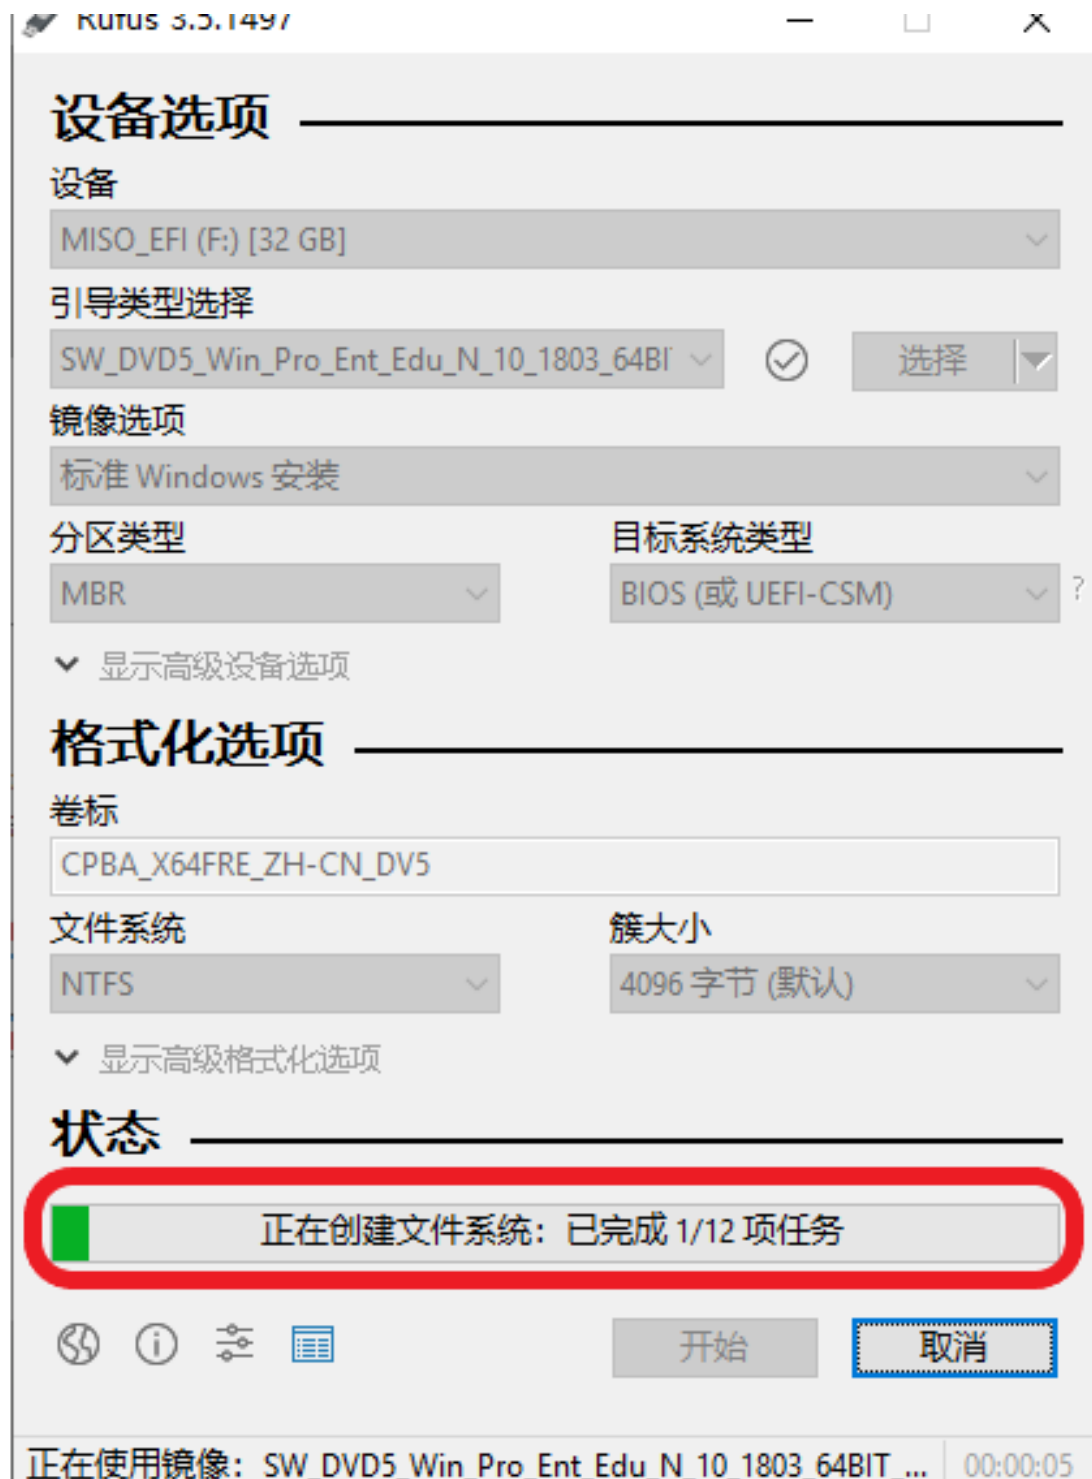 Rufus 3.5.1497
设备选项
设备
MISO_EFI (F:) [32 GB]
引导类型选择
SW_DVD5_Win_Pro_Ent_Edu_N_10_1803_64BI
选择
镜像选项
标准 Windows 安装
分区类型 目标系统类型
MBR BIOS (或 UEFI-CSM) ?
显示高级设备选项
格式化选项
卷标
CPBA_X64FRE_ZH-CN_DV5
文件系统 簇大小
NTFS 4096 字节 (默认)
显示高级格式化选项
状态
正在创建文件系统：已完成 1/12 项任务
开始 取消
正在使用镜像：SW_DVD5_Win_Pro_Ent_Edu_N_10_1803_64BIT_... 00:00:05